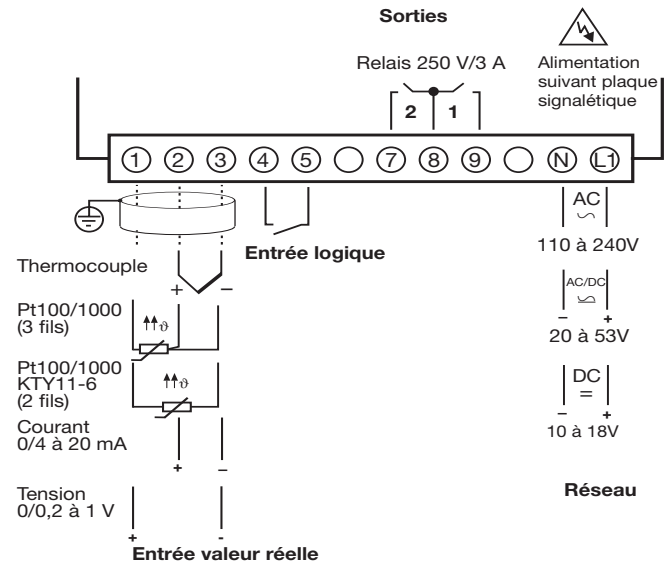 Sorties
Relais 250 V/3 A
2 1
Alimentation
suivant plaque
signalétique
1 2 3 4 5 7 8 9 N L1
Entrée logique
Thermocouple
+ –
Pt100/1000
(3 fils)
ϑ
Pt100/1000
KTY11-6
(2 fils)
ϑ
Courant
0/4 à 20 mA
+ –
Tension
0/0,2 à 1 V
+ -
Entrée valeur réelle
AC
110 à 240V
AC/DC
– +
20 à 53V
DC
=
– +
10 à 18V
Réseau